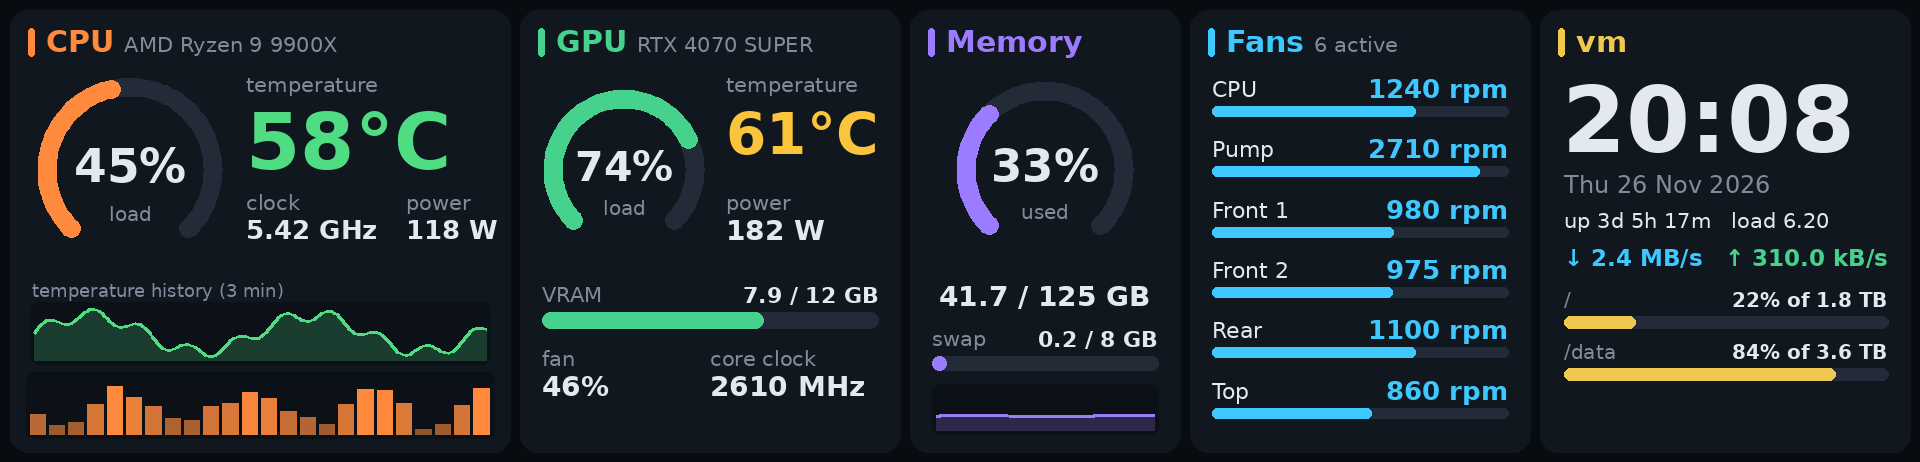 CPU AMD Ryzen 9 9900X
45%
load
temperature
58°C
clock
5.42 GHz
power
118 W
temperature history (3 min)
GPU RTX 4070 SUPER
74%
load
temperature
61°C
power
182 W
VRAM 7.9 / 12 GB
fan
46%
core clock
2610 MHz
Memory
33%
used
41.7 / 125 GB
swap 0.2 / 8 GB
Fans 6 active
CPU 1240 rpm
Pump 2710 rpm
Front 1 980 rpm
Front 2 975 rpm
Rear 1100 rpm
Top 860 rpm
vm
20:08
Thu 26 Nov 2026
up 3d 5h 17m load 6.20
↓ 2.4 MB/s ↑ 310.0 kB/s
/ 22% of 1.8 TB
/data 84% of 3.6 TB